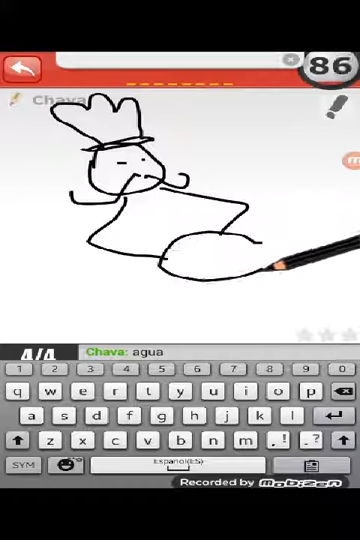 86
Chava
4/4 Chava: agua
1 2 3 4 5 6 7 8 9 0
q w e r t y u i o p
a s d f g h j k l
z x c v b n m .! .?
SYM Español(ES)
Recorded by mobizen